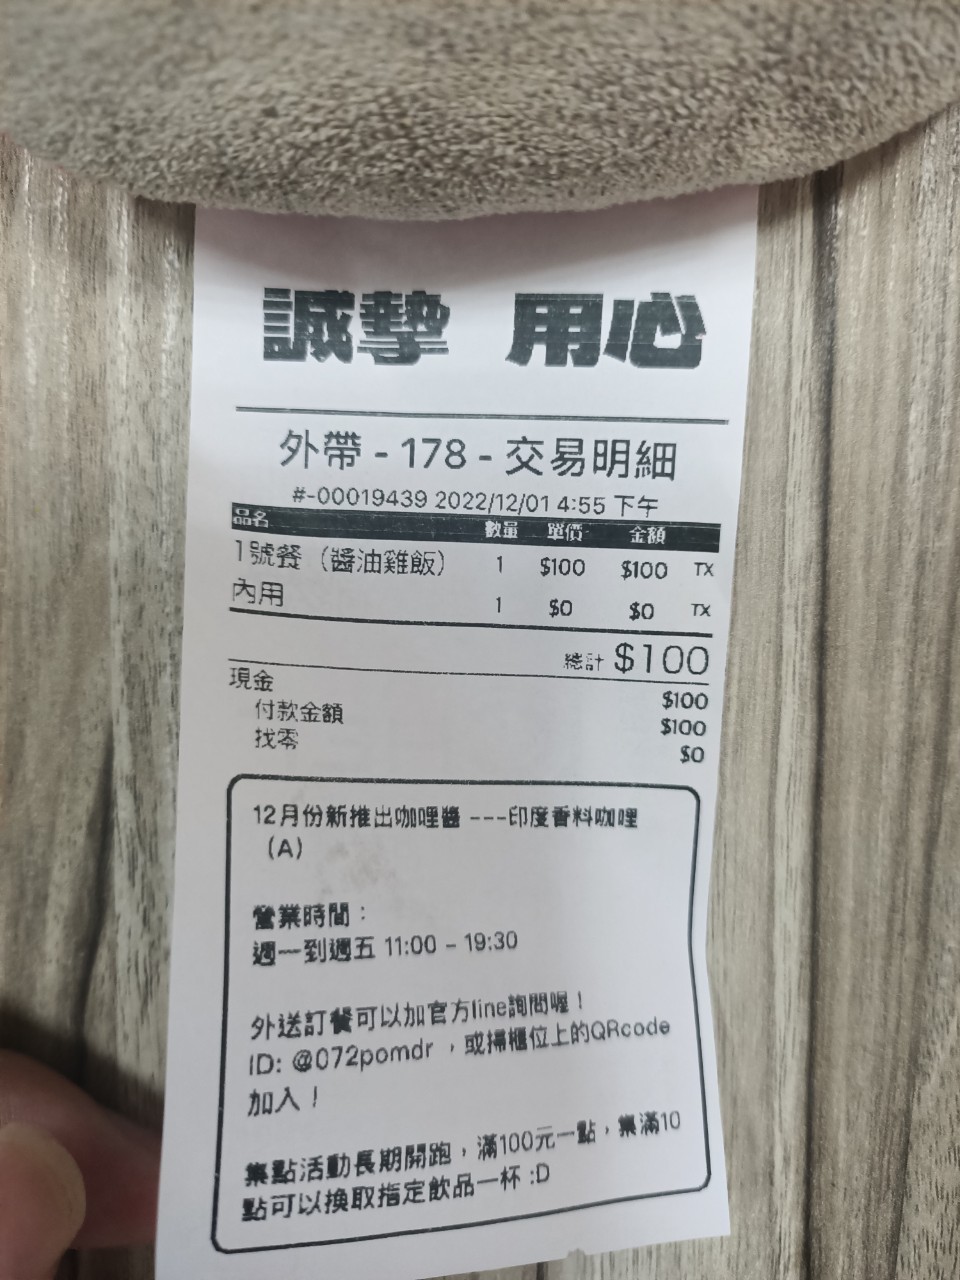 誠摯 用心
外帶 - 178 - 交易明細
#-00019439 2022/12/01 4:55 下午
品名 數量 單價 金額
1號餐（醬油雞飯） 1 $100 $100 TX
內用 1 $0 $0 TX
總計 $100
現金 $100
付款金額 $100
找零 $0
12月份新推出咖哩醬 ---印度香料咖哩
（A）
營業時間：
週一到週五 11:00 - 19:30
外送訂餐可以加官方line詢問喔！
ID: @072pomdr ，或掃櫃位上的QRcode
加入！
集點活動長期開跑，滿100元一點，集滿10
點可以換取指定飲品一杯 :D